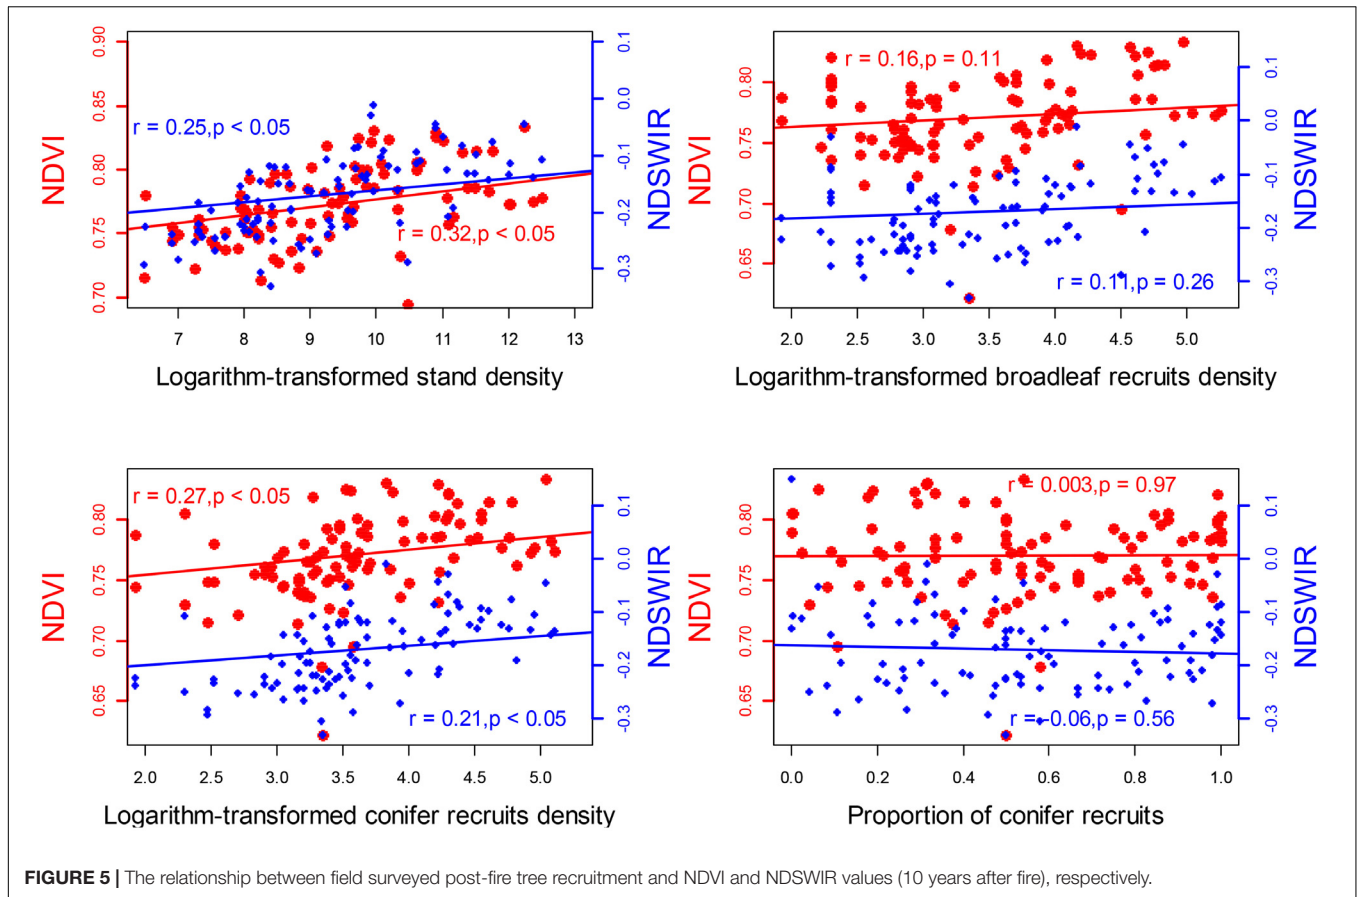 0.90
0.85
0.80
0.75
0.70
NDVI
r = 0.25,p < 0.05
r = 0.32,p < 0.05
0.1
0.0
-0.1
-0.2
-0.3
NDSWIR
7 8 9 10 11 12 13
Logarithm-transformed stand density
0.80
0.75
0.70
0.65
NDVI
r = 0.16,p = 0.11
r = 0.11,p = 0.26
0.1
0.0
-0.1
-0.2
-0.3
NDSWIR
2.0 2.5 3.0 3.5 4.0 4.5 5.0
Logarithm-transformed broadleaf recruits density
0.80
0.75
0.70
0.65
NDVI
r = 0.27,p < 0.05
r = 0.21,p < 0.05
0.1
0.0
-0.1
-0.2
-0.3
NDSWIR
2.0 2.5 3.0 3.5 4.0 4.5 5.0
Logarithm-transformed conifer recruits density
0.80
0.75
0.70
0.65
NDVI
r = 0.003,p = 0.97
r = -0.06,p = 0.56
0.1
0.0
-0.1
-0.2
-0.3
NDSWIR
0.0 0.2 0.4 0.6 0.8 1.0
Proportion of conifer recruits
FIGURE 5 | The relationship between field surveyed post-fire tree recruitment and NDVI and NDSWIR values (10 years after fire), respectively.